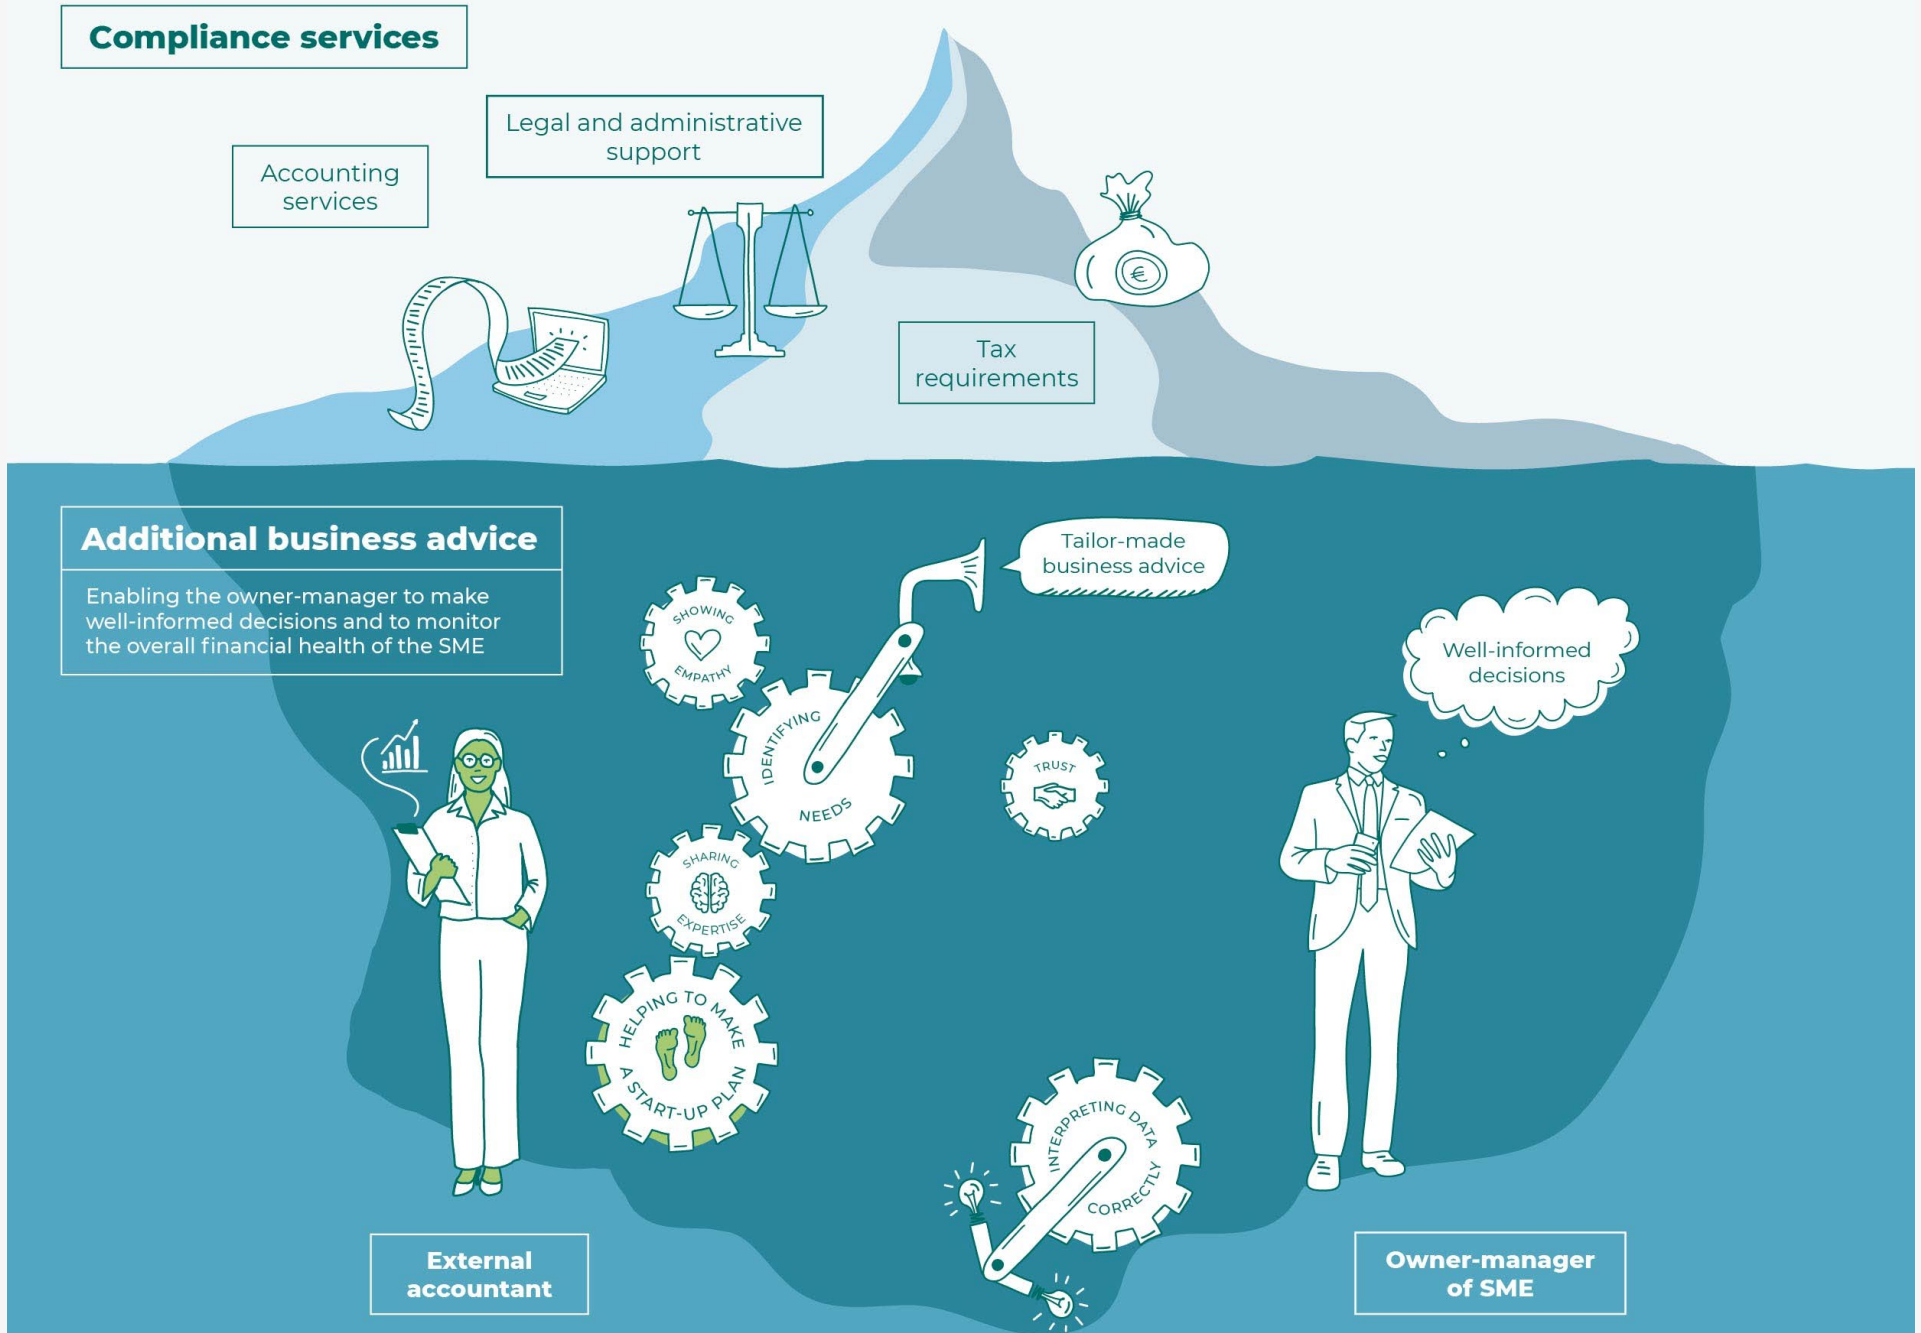 Compliance services
Legal and administrative
support
Accounting
services
€
Tax
requirements
Additional business advice
Enabling the owner-manager to make
well-informed decisions and to monitor
the overall financial health of the SME
Tailor-made
business advice
SHOWING
EMPATHY
Well-informed
decisions
IDENTIFYING
NEEDS
TRUST
SHARING
EXPERTISE
HELPING TO MAKE
A START-UP PLAN
INTERPRETING DATA
CORRECTLY
External
accountant
Owner-manager
of SME